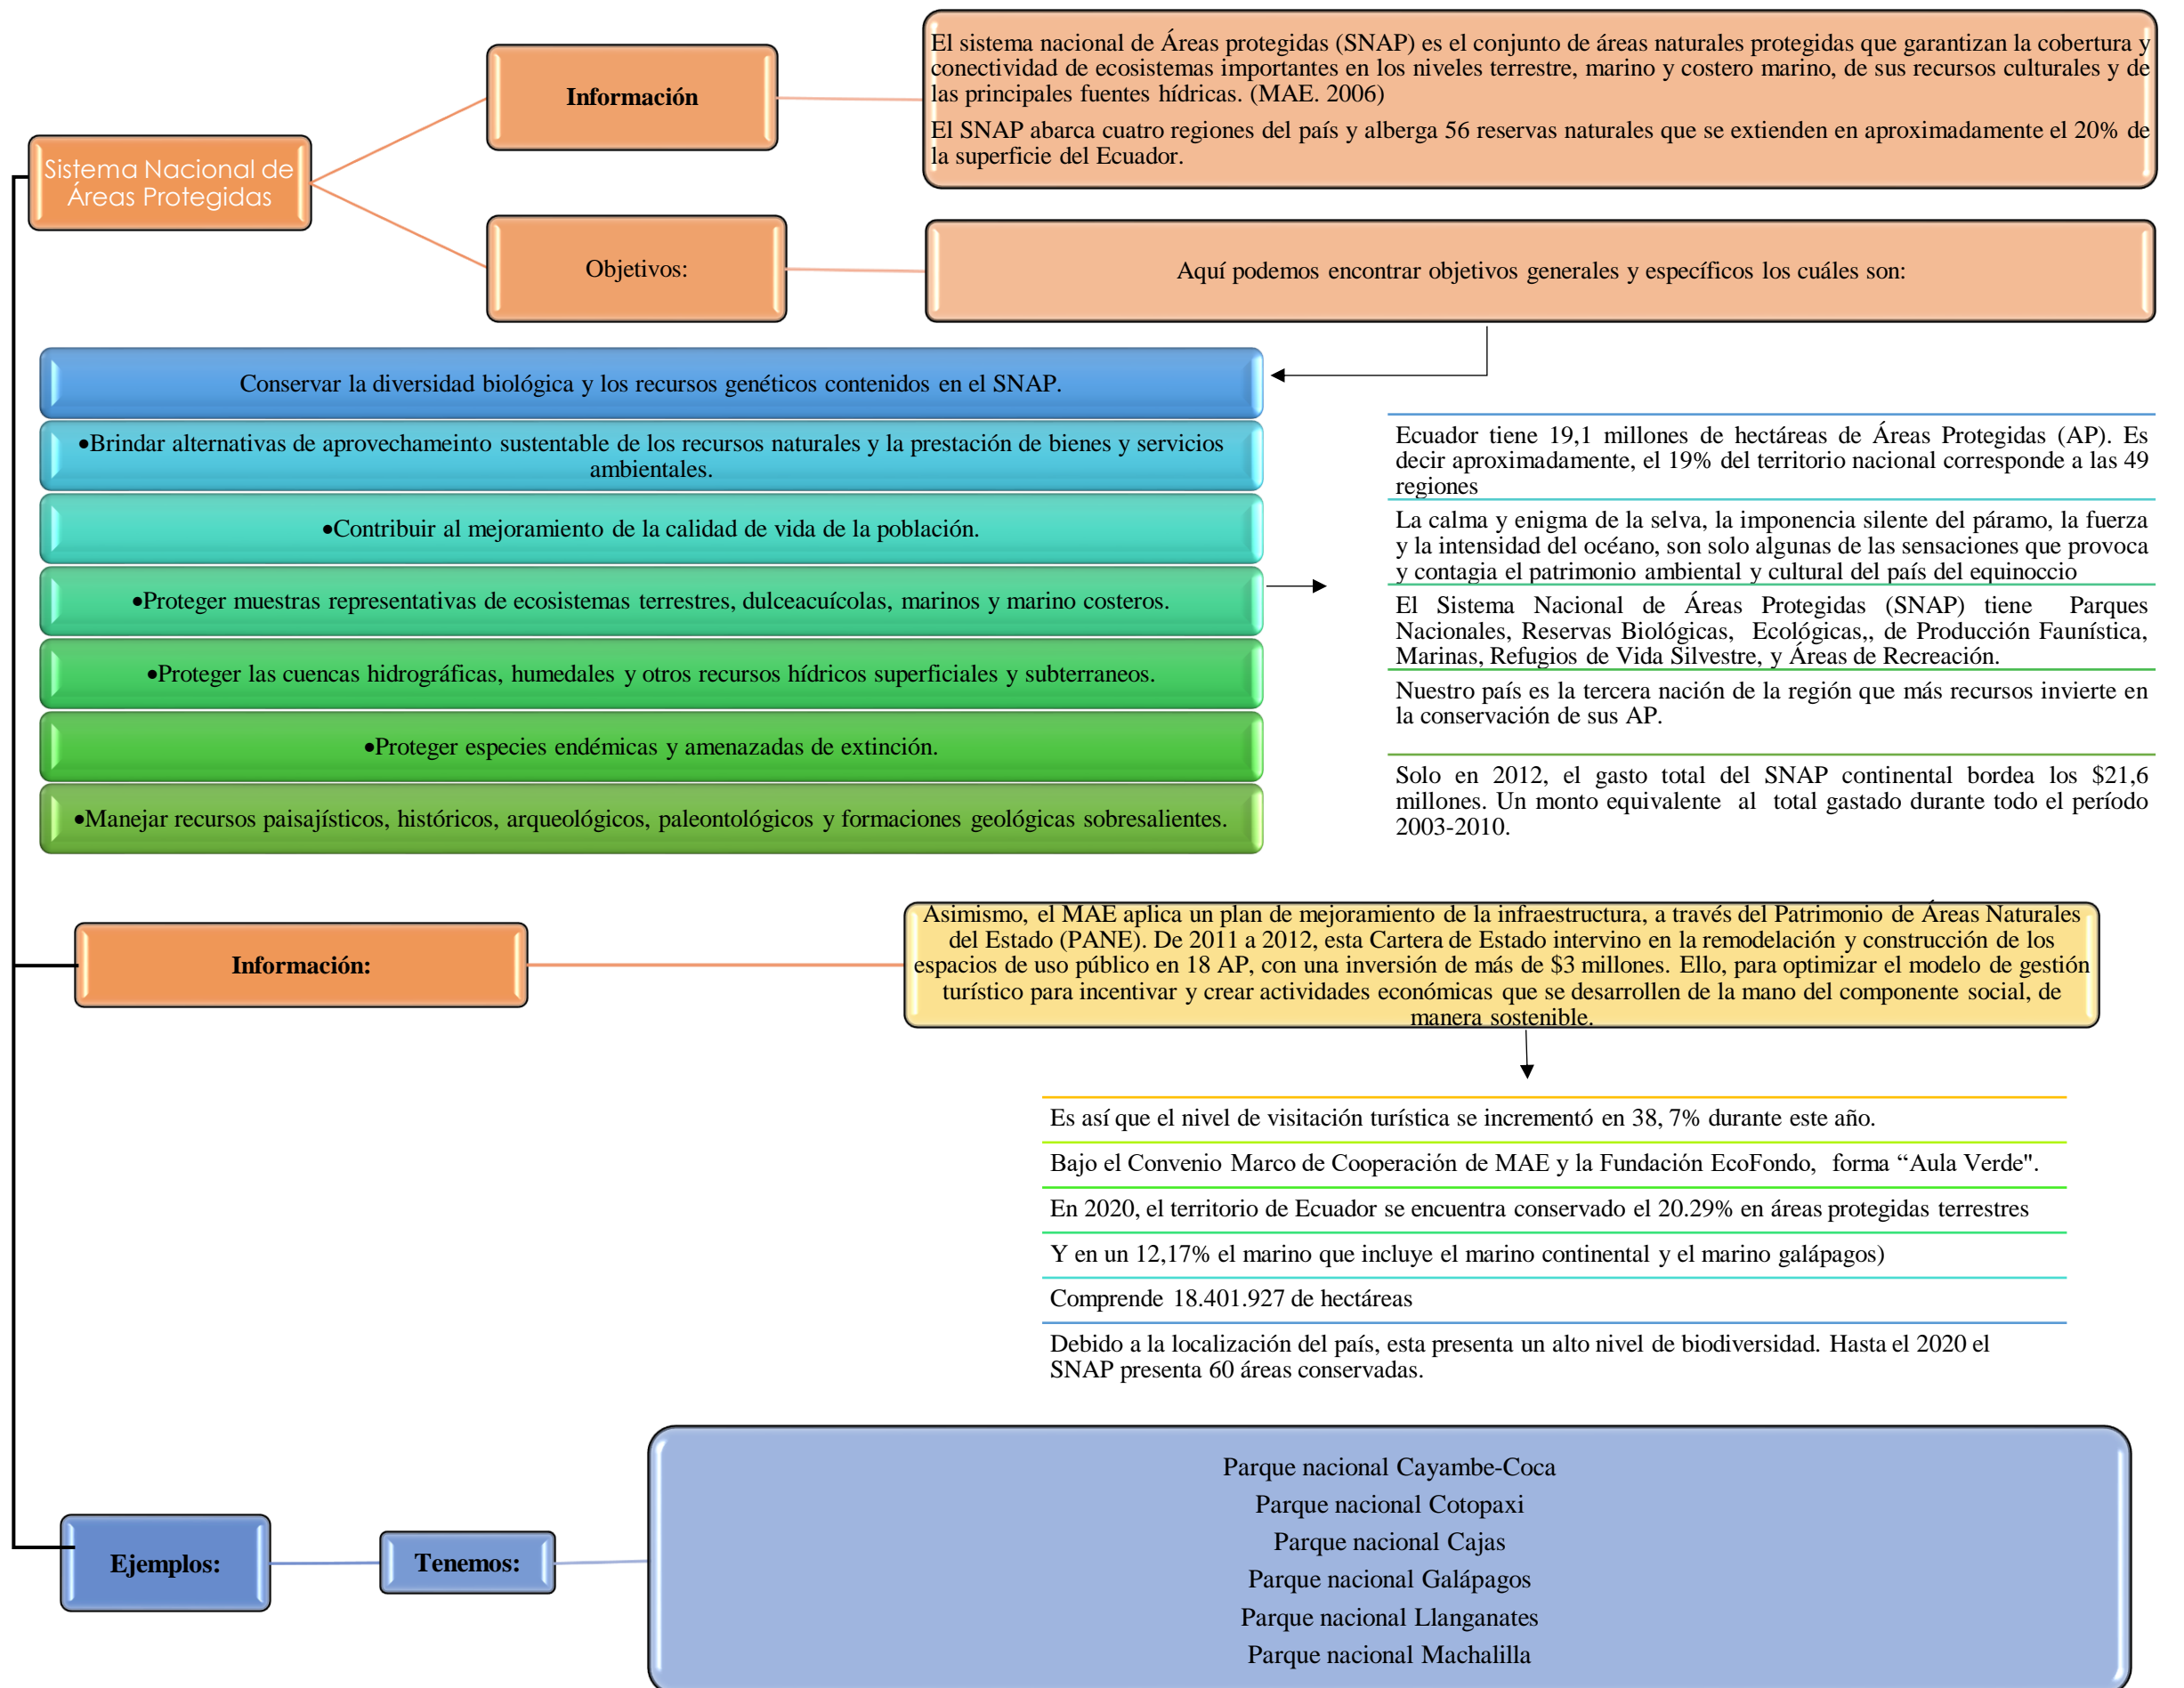 Sistema Nacional de
Áreas Protegidas
Información
El sistema nacional de Áreas protegidas (SNAP) es el conjunto de áreas naturales protegidas que garantizan la cobertura y
conectividad de ecosistemas importantes en los niveles terrestre, marino y costero marino, de sus recursos culturales y de
las principales fuentes hídricas. (MAE. 2006)
El SNAP abarca cuatro regiones del país y alberga 56 reservas naturales que se extienden en aproximadamente el 20% de
la superficie del Ecuador.
Objetivos:
Aquí podemos encontrar objetivos generales y específicos los cuáles son:
Conservar la diversidad biológica y los recursos genéticos contenidos en el SNAP.
•Brindar alternativas de aprovechameinto sustentable de los recursos naturales y la prestación de bienes y servicios
ambientales.
•Contribuir al mejoramiento de la calidad de vida de la población.
•Proteger muestras representativas de ecosistemas terrestres, dulceacuícolas, marinos y marino costeros.
•Proteger las cuencas hidrográficas, humedales y otros recursos hídricos superficiales y subterraneos.
•Proteger especies endémicas y amenazadas de extinción.
•Manejar recursos paisajísticos, históricos, arqueológicos, paleontológicos y formaciones geológicas sobresalientes.
Ecuador tiene 19,1 millones de hectáreas de Áreas Protegidas (AP). Es
decir aproximadamente, el 19% del territorio nacional corresponde a las 49
regiones
La calma y enigma de la selva, la imponencia silente del páramo, la fuerza
y la intensidad del océano, son solo algunas de las sensaciones que provoca
y contagia el patrimonio ambiental y cultural del país del equinoccio
El Sistema Nacional de Áreas Protegidas (SNAP) tiene Parques
Nacionales, Reservas Biológicas, Ecológicas,, de Producción Faunística,
Marinas, Refugios de Vida Silvestre, y Áreas de Recreación.
Nuestro país es la tercera nación de la región que más recursos invierte en
la conservación de sus AP.
Solo en 2012, el gasto total del SNAP continental bordea los $21,6
millones. Un monto equivalente al total gastado durante todo el período
2003-2010.
Información:
Asimismo, el MAE aplica un plan de mejoramiento de la infraestructura, a través del Patrimonio de Áreas Naturales
del Estado (PANE). De 2011 a 2012, esta Cartera de Estado intervino en la remodelación y construcción de los
espacios de uso público en 18 AP, con una inversión de más de $3 millones. Ello, para optimizar el modelo de gestión
turístico para incentivar y crear actividades económicas que se desarrollen de la mano del componente social, de
manera sostenible.
Es así que el nivel de visitación turística se incrementó en 38, 7% durante este año.
Bajo el Convenio Marco de Cooperación de MAE y la Fundación EcoFondo, forma “Aula Verde".
En 2020, el territorio de Ecuador se encuentra conservado el 20.29% en áreas protegidas terrestres
Y en un 12,17% el marino que incluye el marino continental y el marino galápagos)
Comprende 18.401.927 de hectáreas
Debido a la localización del país, esta presenta un alto nivel de biodiversidad. Hasta el 2020 el
SNAP presenta 60 áreas conservadas.
Ejemplos:
Tenemos:
Parque nacional Cayambe-Coca
Parque nacional Cotopaxi
Parque nacional Cajas
Parque nacional Galápagos
Parque nacional Llanganates
Parque nacional Machalilla